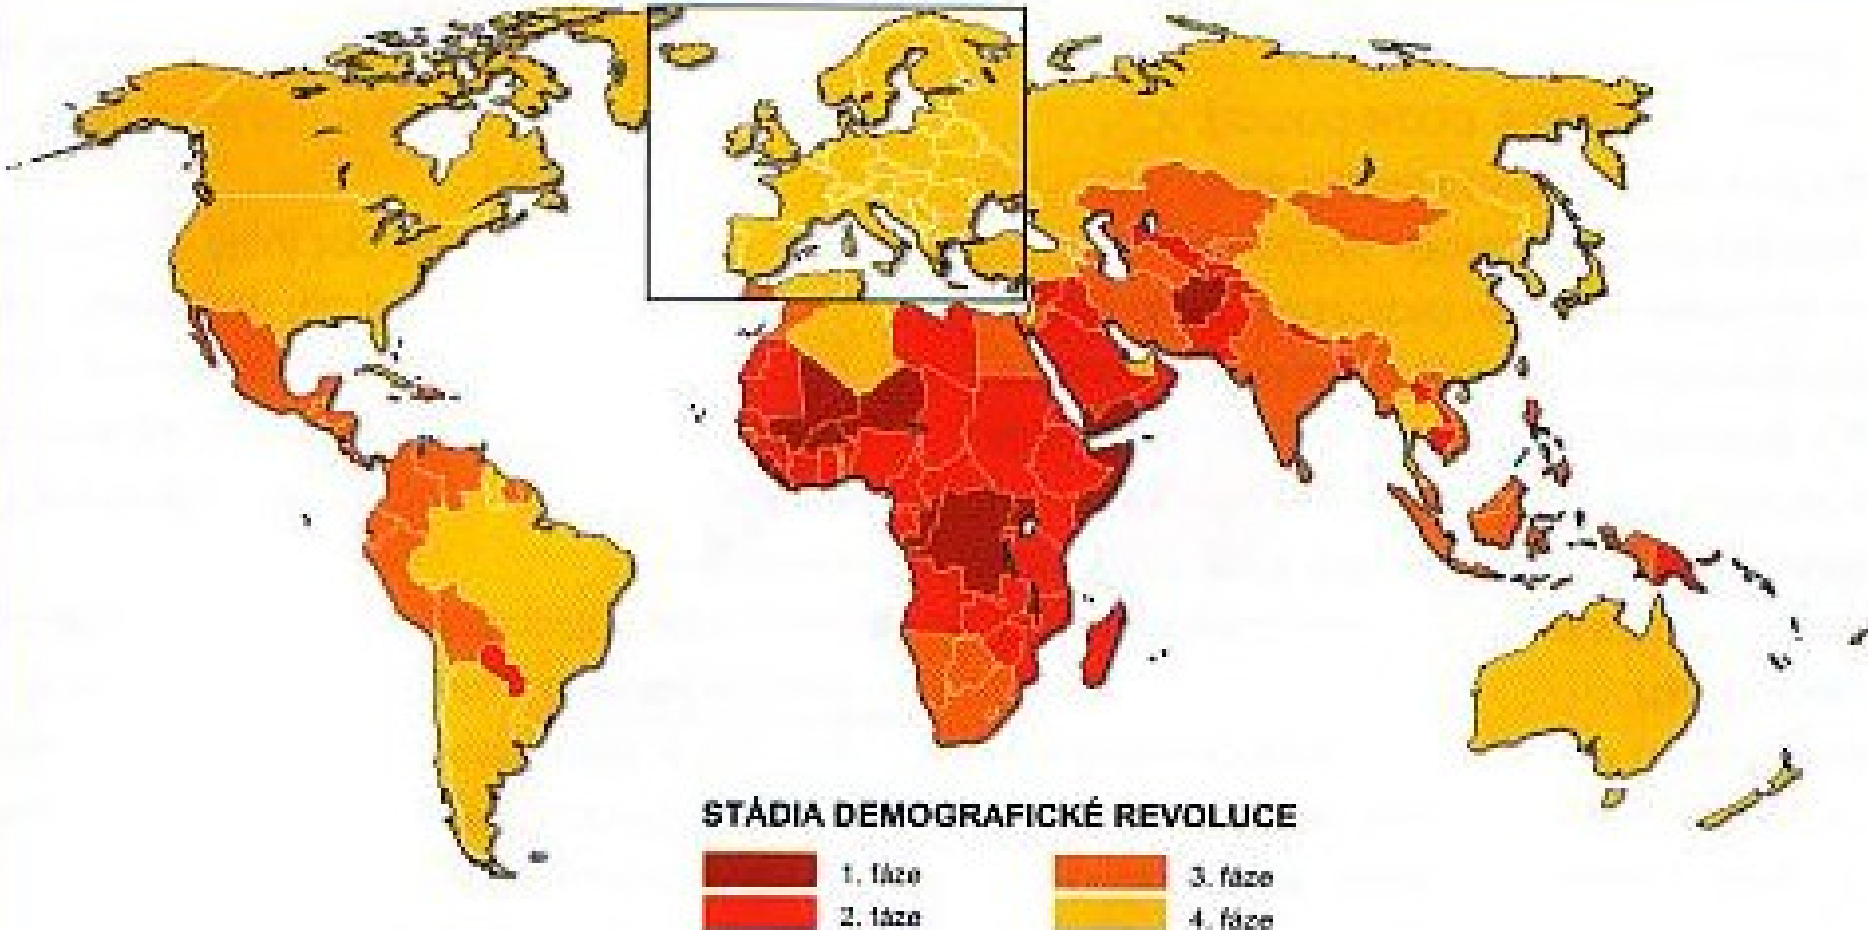 STÁDIA DEMOGRAFICKÉ REVOLUCE
1. fáze
2. fáze
3. fáze
4. fáze